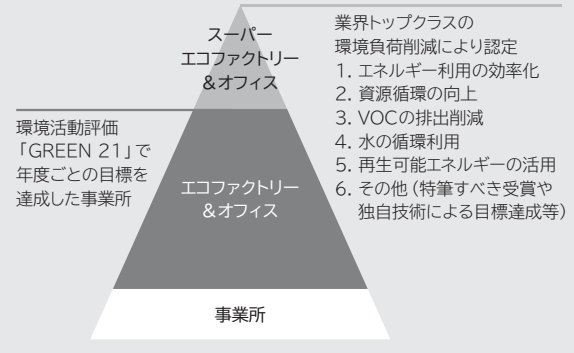 スーパー
エコファクトリー
&オフィス
業界トップクラスの
環境負荷削減により認定
1. エネルギー利用の効率化
2. 資源循環の向上
3. VOCの排出削減
4. 水の循環利用
5. 再生可能エネルギーの活用
6. その他（特筆すべき受賞や
独自技術による目標達成等）
環境活動評価
「GREEN 21」で
年度ごとの目標を
達成した事業所
エコファクトリー
&オフィス
事業所